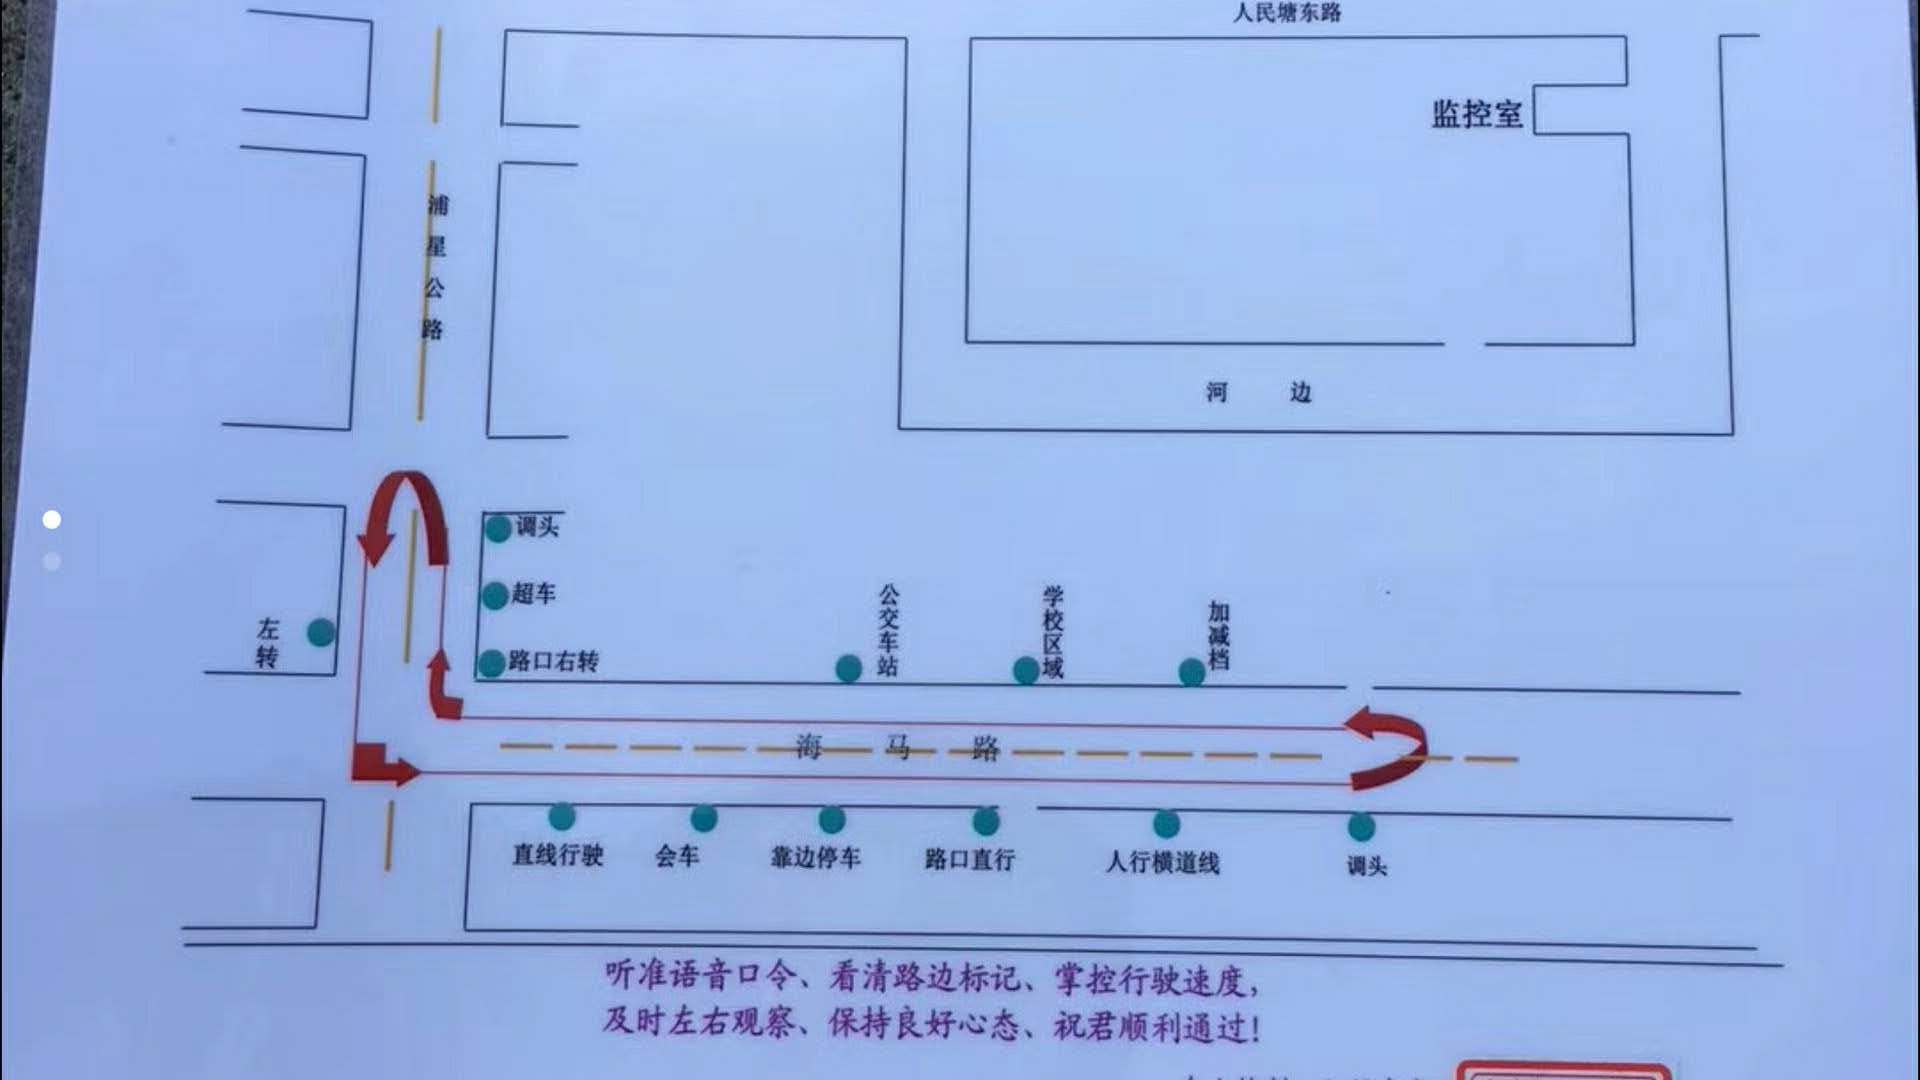 人民塘东路
监控室
浦星公路
河 边
调头
超车
左转
路口右转
公交车站
学校区域
加减档
海 马 路
直线行驶
会车
靠边停车
路口直行
人行横道线
调头
听准语音口令、看清路边标记、掌控行驶速度，
及时左右观察、保持良好心态、祝君顺利通过！